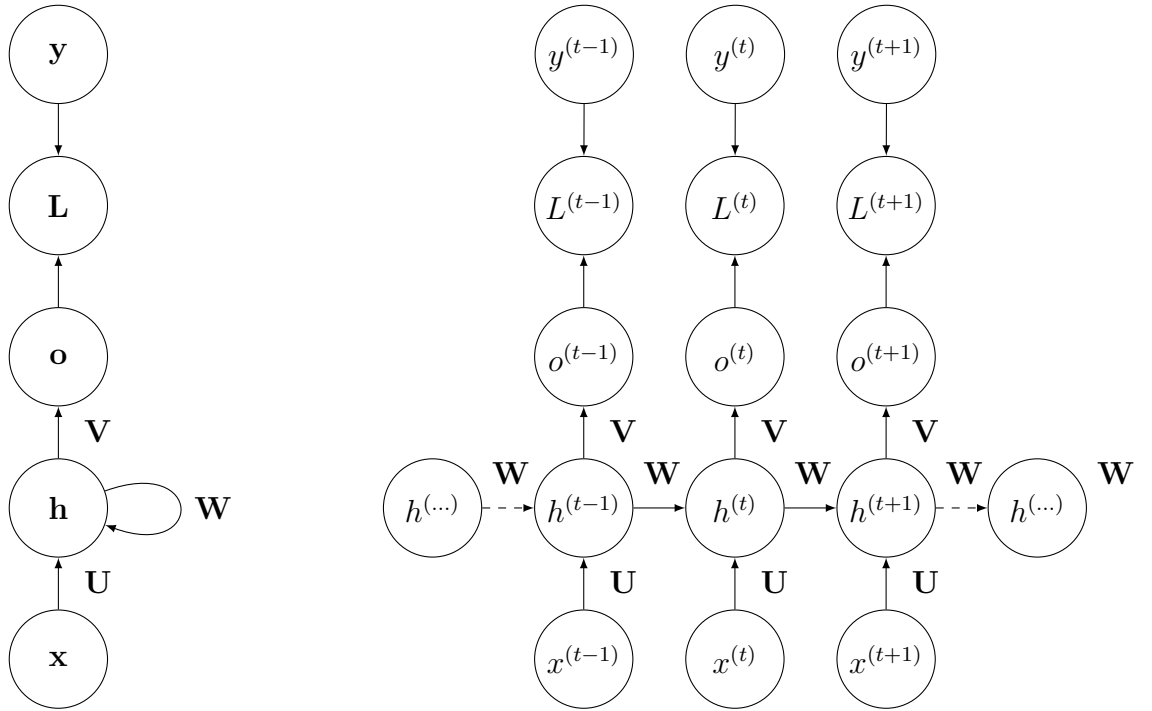 y y^(t−1) y^(t) y^(t+1)
L L^(t−1) L^(t) L^(t+1)
o o^(t−1) o^(t) o^(t+1)
V V V V
W W W W W
h W h^(...) h^(t−1) h^(t) h^(t+1) h^(...)
U U U U
x x^(t−1) x^(t) x^(t+1)